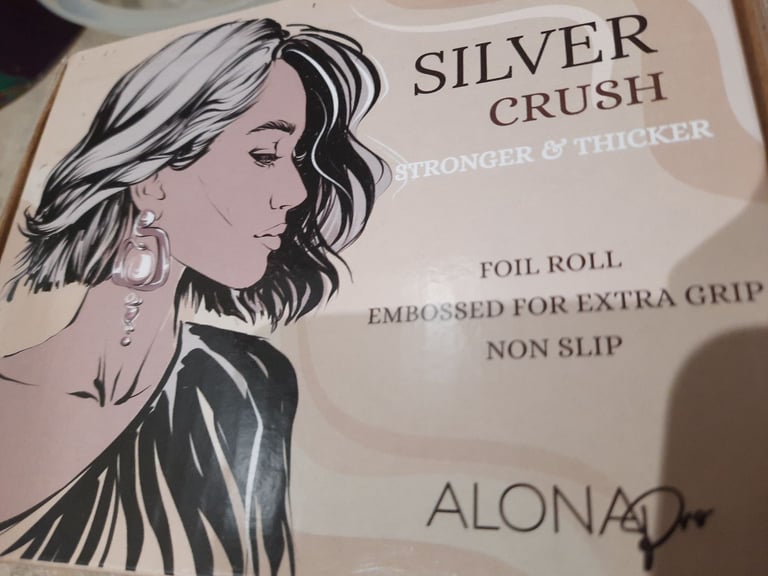 SILVER
CRUSH
STRONGER & THICKER
FOIL ROLL
EMBOSSED FOR EXTRA GRIP
NON SLIP
ALONA Pro